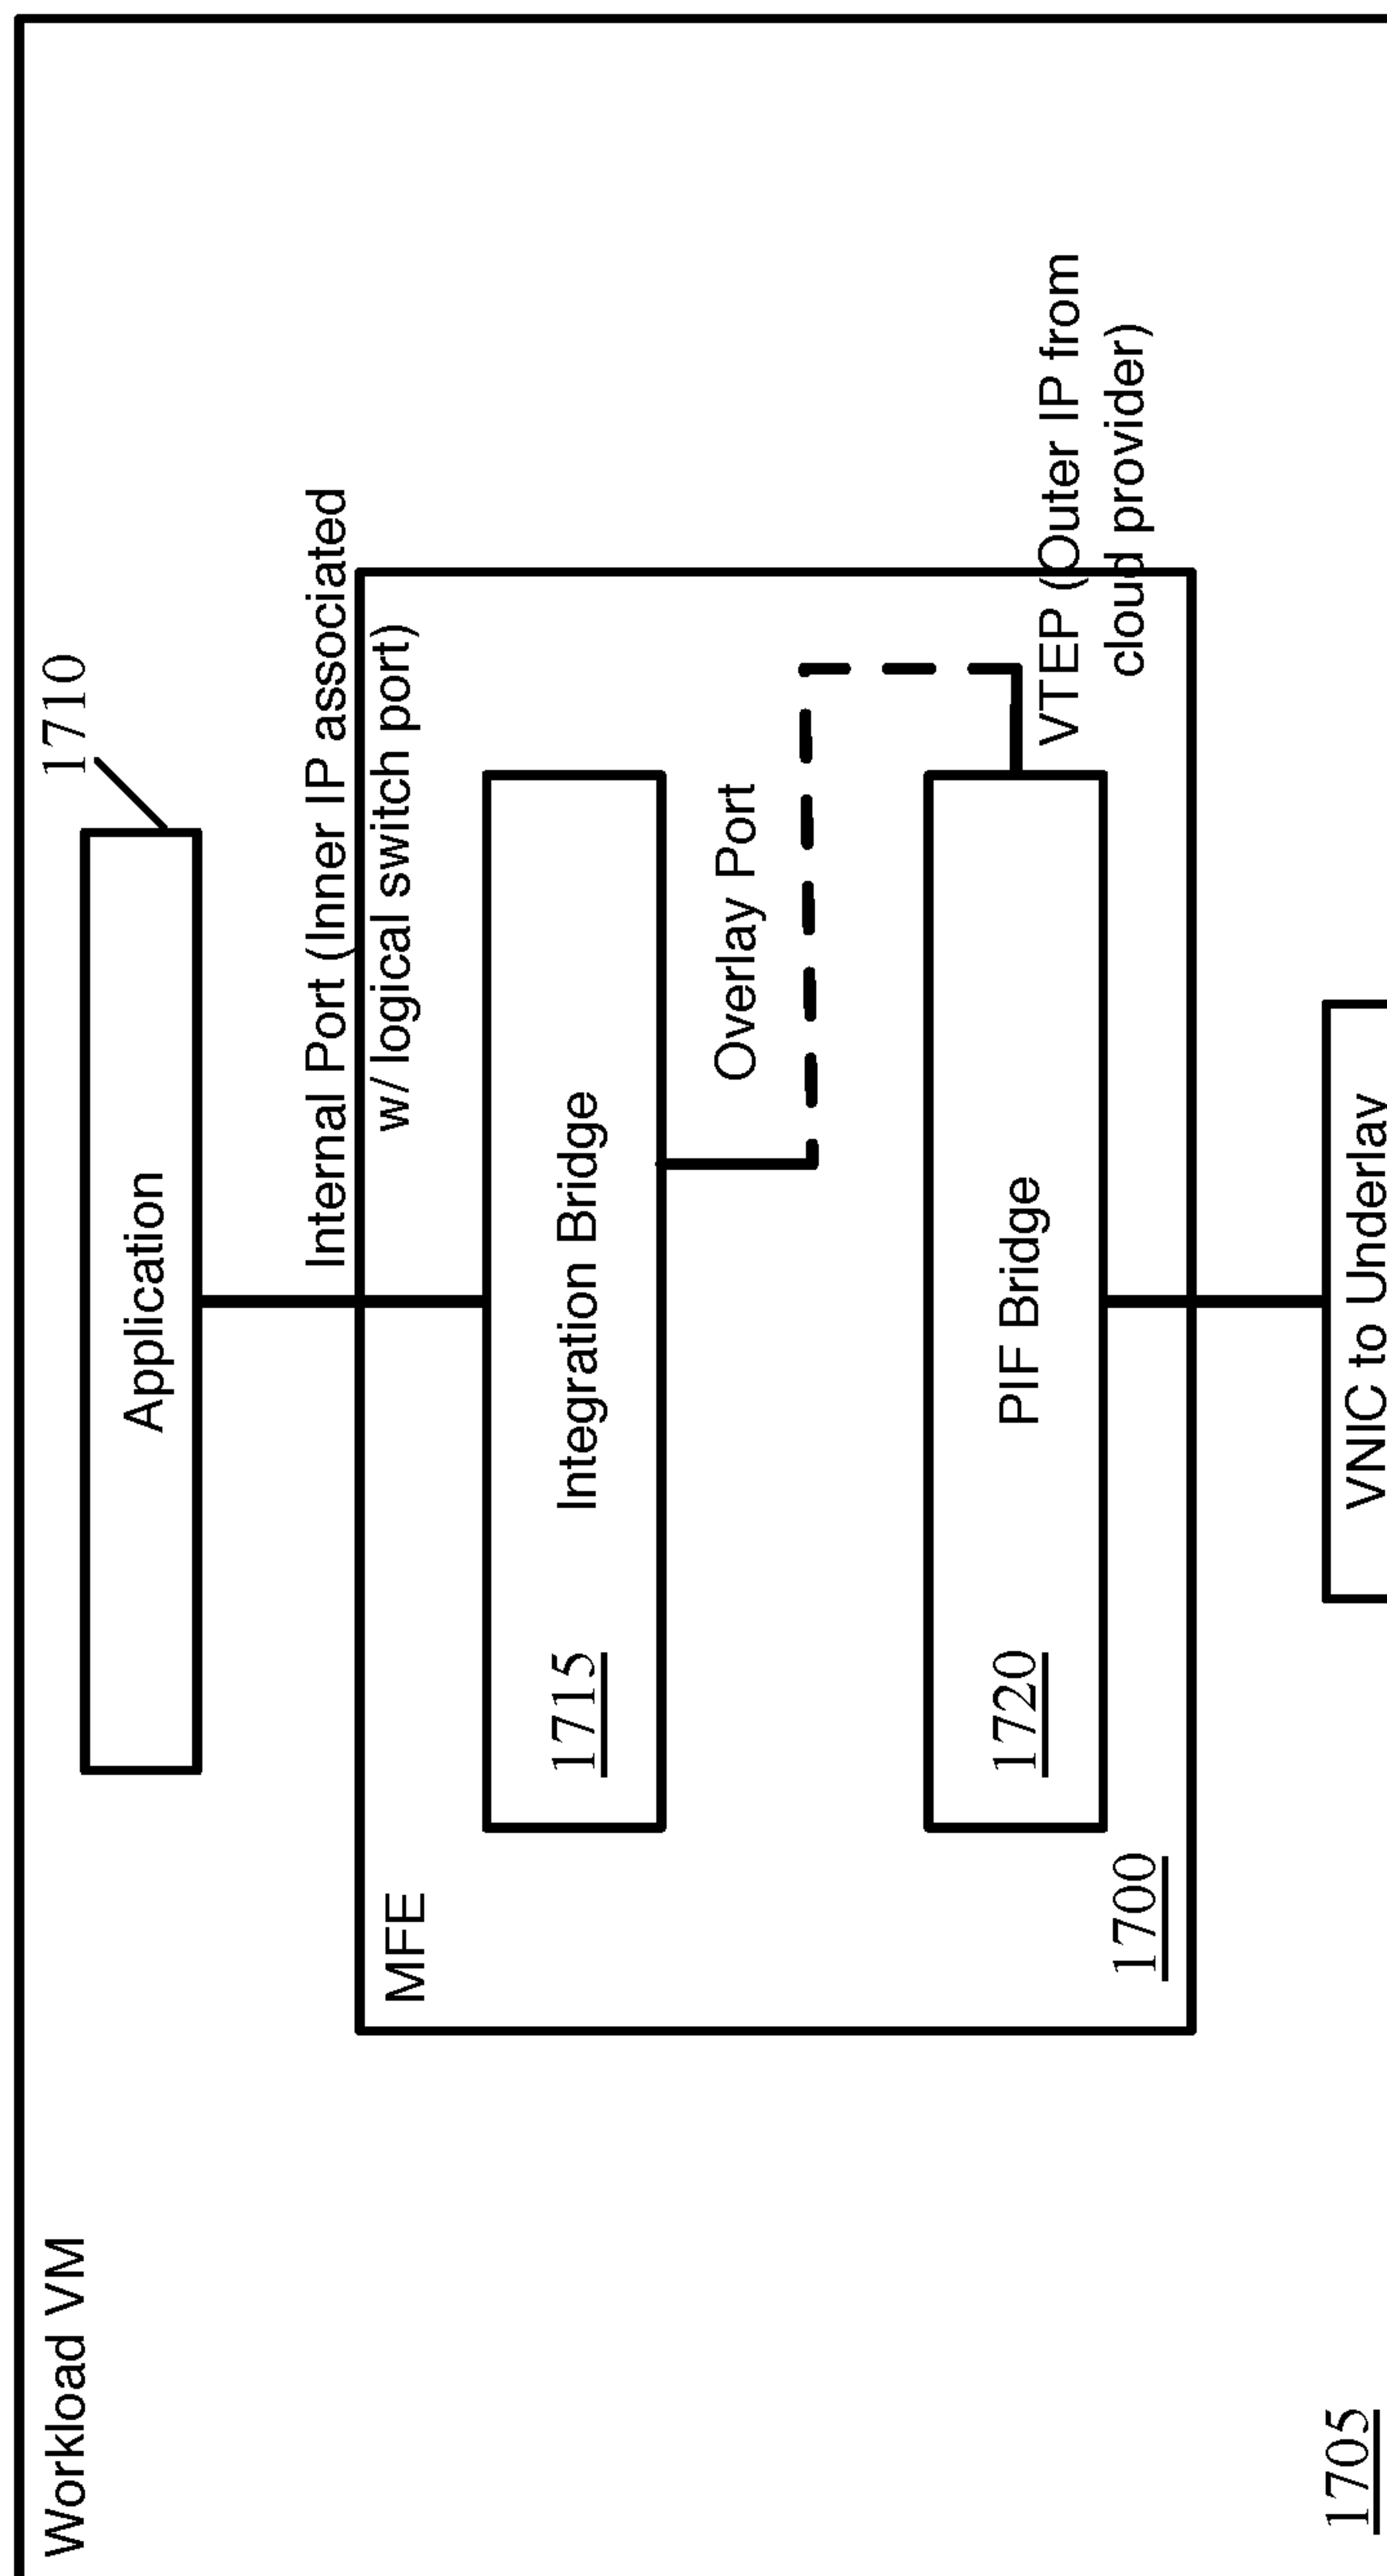 Workload VM
1710
Application
Internal Port (Inner IP associated
w/ logical switch port)
MFE
1715
Integration Bridge
Overlay Port
1720
PIF Bridge
VTEP (Outer IP from
cloud provider)
1700
VNIC to Underlay
1705